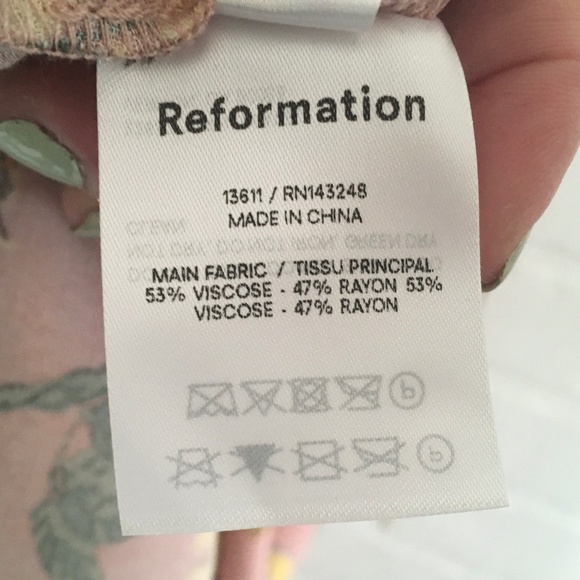 Reformation
13611 / RN143248
MADE IN CHINA
MAIN FABRIC / TISSU PRINCIPAL
53% VISCOSE - 47% RAYON 53%
VISCOSE - 47% RAYON
P
P